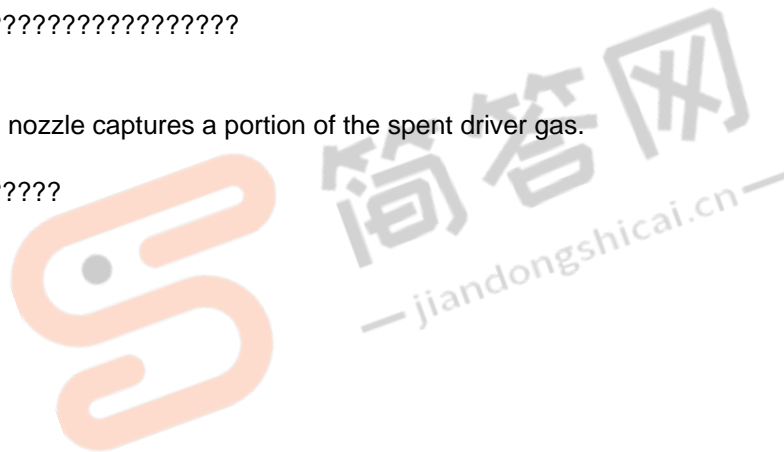 ????????????????
nozzle captures a portion of the spent driver gas.
????
简答网
jiandongshicai.cn